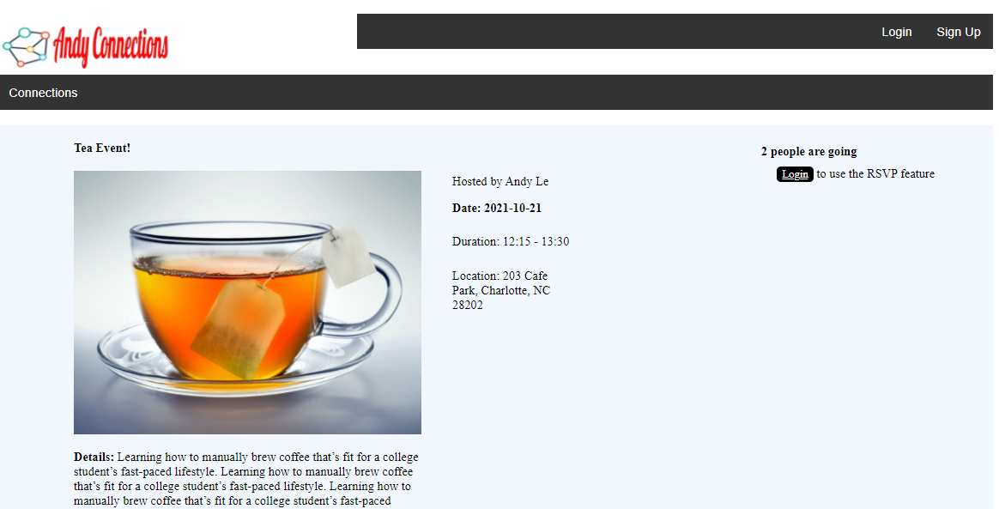 Andy Connections
Login
Sign Up
Connections
Tea Event!
Hosted by Andy Le
Date: 2021-10-21
Duration: 12:15 - 13:30
Location: 203 Cafe
Park, Charlotte, NC
28202
2 people are going
Login to use the RSVP feature
Details: Learning how to manually brew coffee that’s fit for a college
student’s fast-paced lifestyle. Learning how to manually brew coffee
that’s fit for a college student’s fast-paced lifestyle. Learning how to
manually brew coffee that’s fit for a college student’s fast-paced